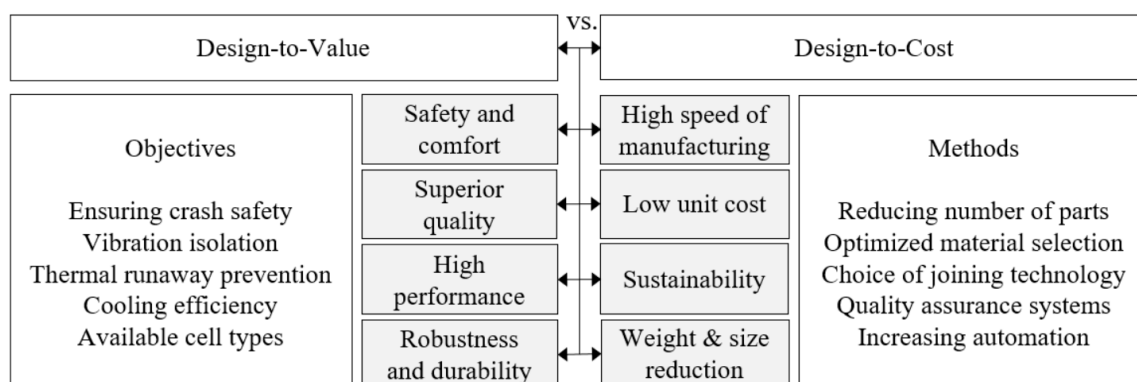 vs.
Design-to-Value
Design-to-Cost
Objectives
Ensuring crash safety
Vibration isolation
Thermal runaway prevention
Cooling efficiency
Available cell types
Safety and
comfort
Superior
quality
High
performance
Robustness
and durability
High speed of
manufacturing
Low unit cost
Sustainability
Weight & size
reduction
Methods
Reducing number of parts
Optimized material selection
Choice of joining technology
Quality assurance systems
Increasing automation